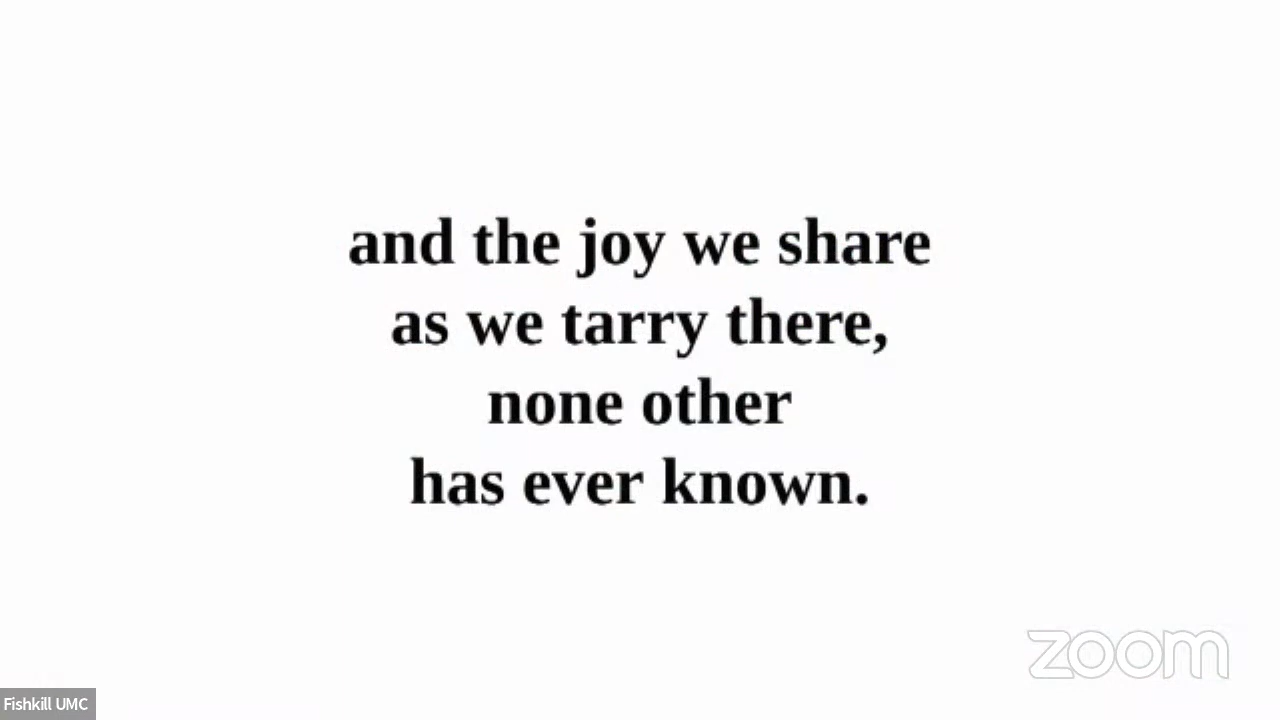 and the joy we share
as we tarry there,
none other
has ever known.
zoom
Fishkill UMC